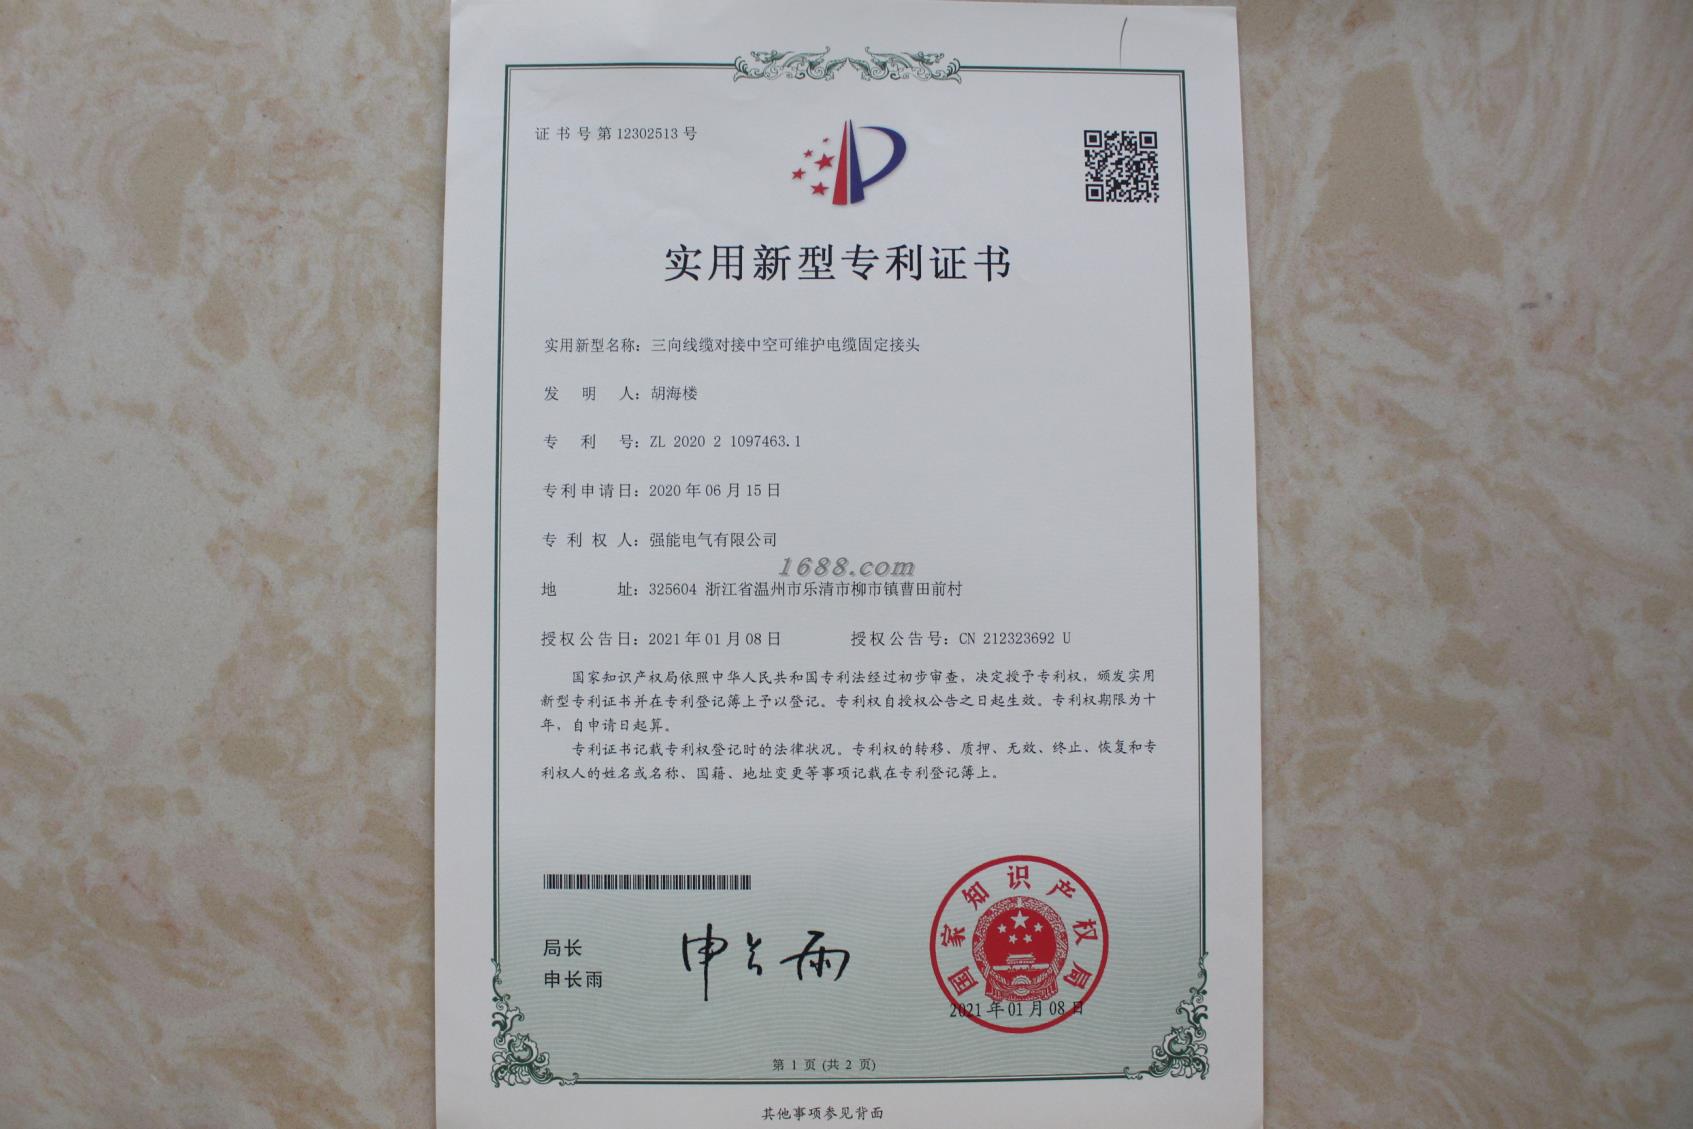 证书号第12302513号
实用新型专利证书
实用新型名称：三向线缆对接中空可维护电缆固定接头
发明人：胡海楼
专利号：ZL 2020 2 1097463.1
专利申请日：2020年06月15日
专利权人：强能电气有限公司
1688.com
地址：325604 浙江省温州市乐清市柳市镇曹田前村
授权公告日：2021年01月08日 授权公告号：CN 212323692 U
国家知识产权局依照中华人民共和国专利法经过初步审查，决定授予专利权，颁发实用
新型专利证书并在专利登记簿上予以登记。专利权自授权公告之日起生效。专利权期限为十
年，自申请日起算。
专利证书记载专利权登记时的法律状况。专利权的转移、质押、无效、终止、恢复和专
利权人的姓名或名称、国籍、地址变更等事项记载在专利登记簿上。
局长
申长雨
申长雨
国家知识产权局
2021年01月08日
第 1 页 (共 2 页)
其他事项参见背面